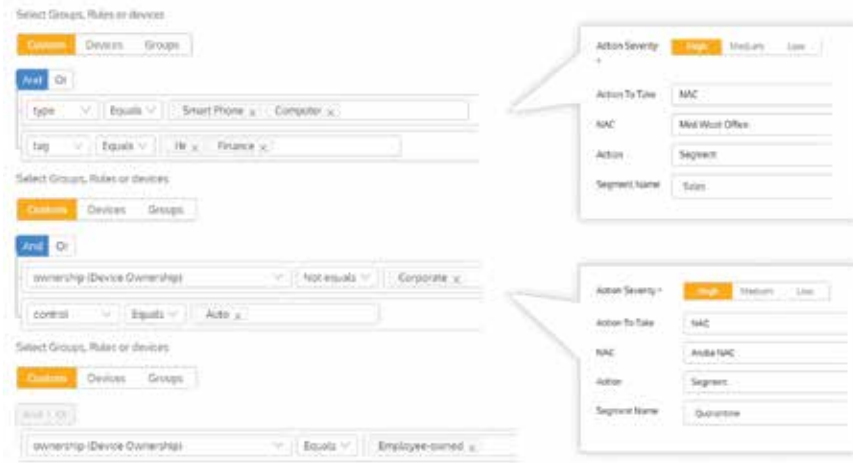 Select Groups, Rules or devices
Custom Devices Groups
And Or
type Equals Smart Phone x Computer x
tag Equals Hr x Finance x
Select Groups, Rules or devices
Custom Devices Groups
And Or
ownership (Device Ownership) Not equals Corporate x
control Equals Auto x
Select Groups, Rules or devices
Custom Devices Groups
And Or
ownership (Device Ownership) Equals Employee-owned x
Action Severity *
High Medium Low
Action To Take NAC
NAC Mid West Office
Action Segment
Segment Name Sales
Action Severity * High Medium Low
Action To Take NAC
NAC Aruba NAC
Action Segment
Segment Name Quarantine